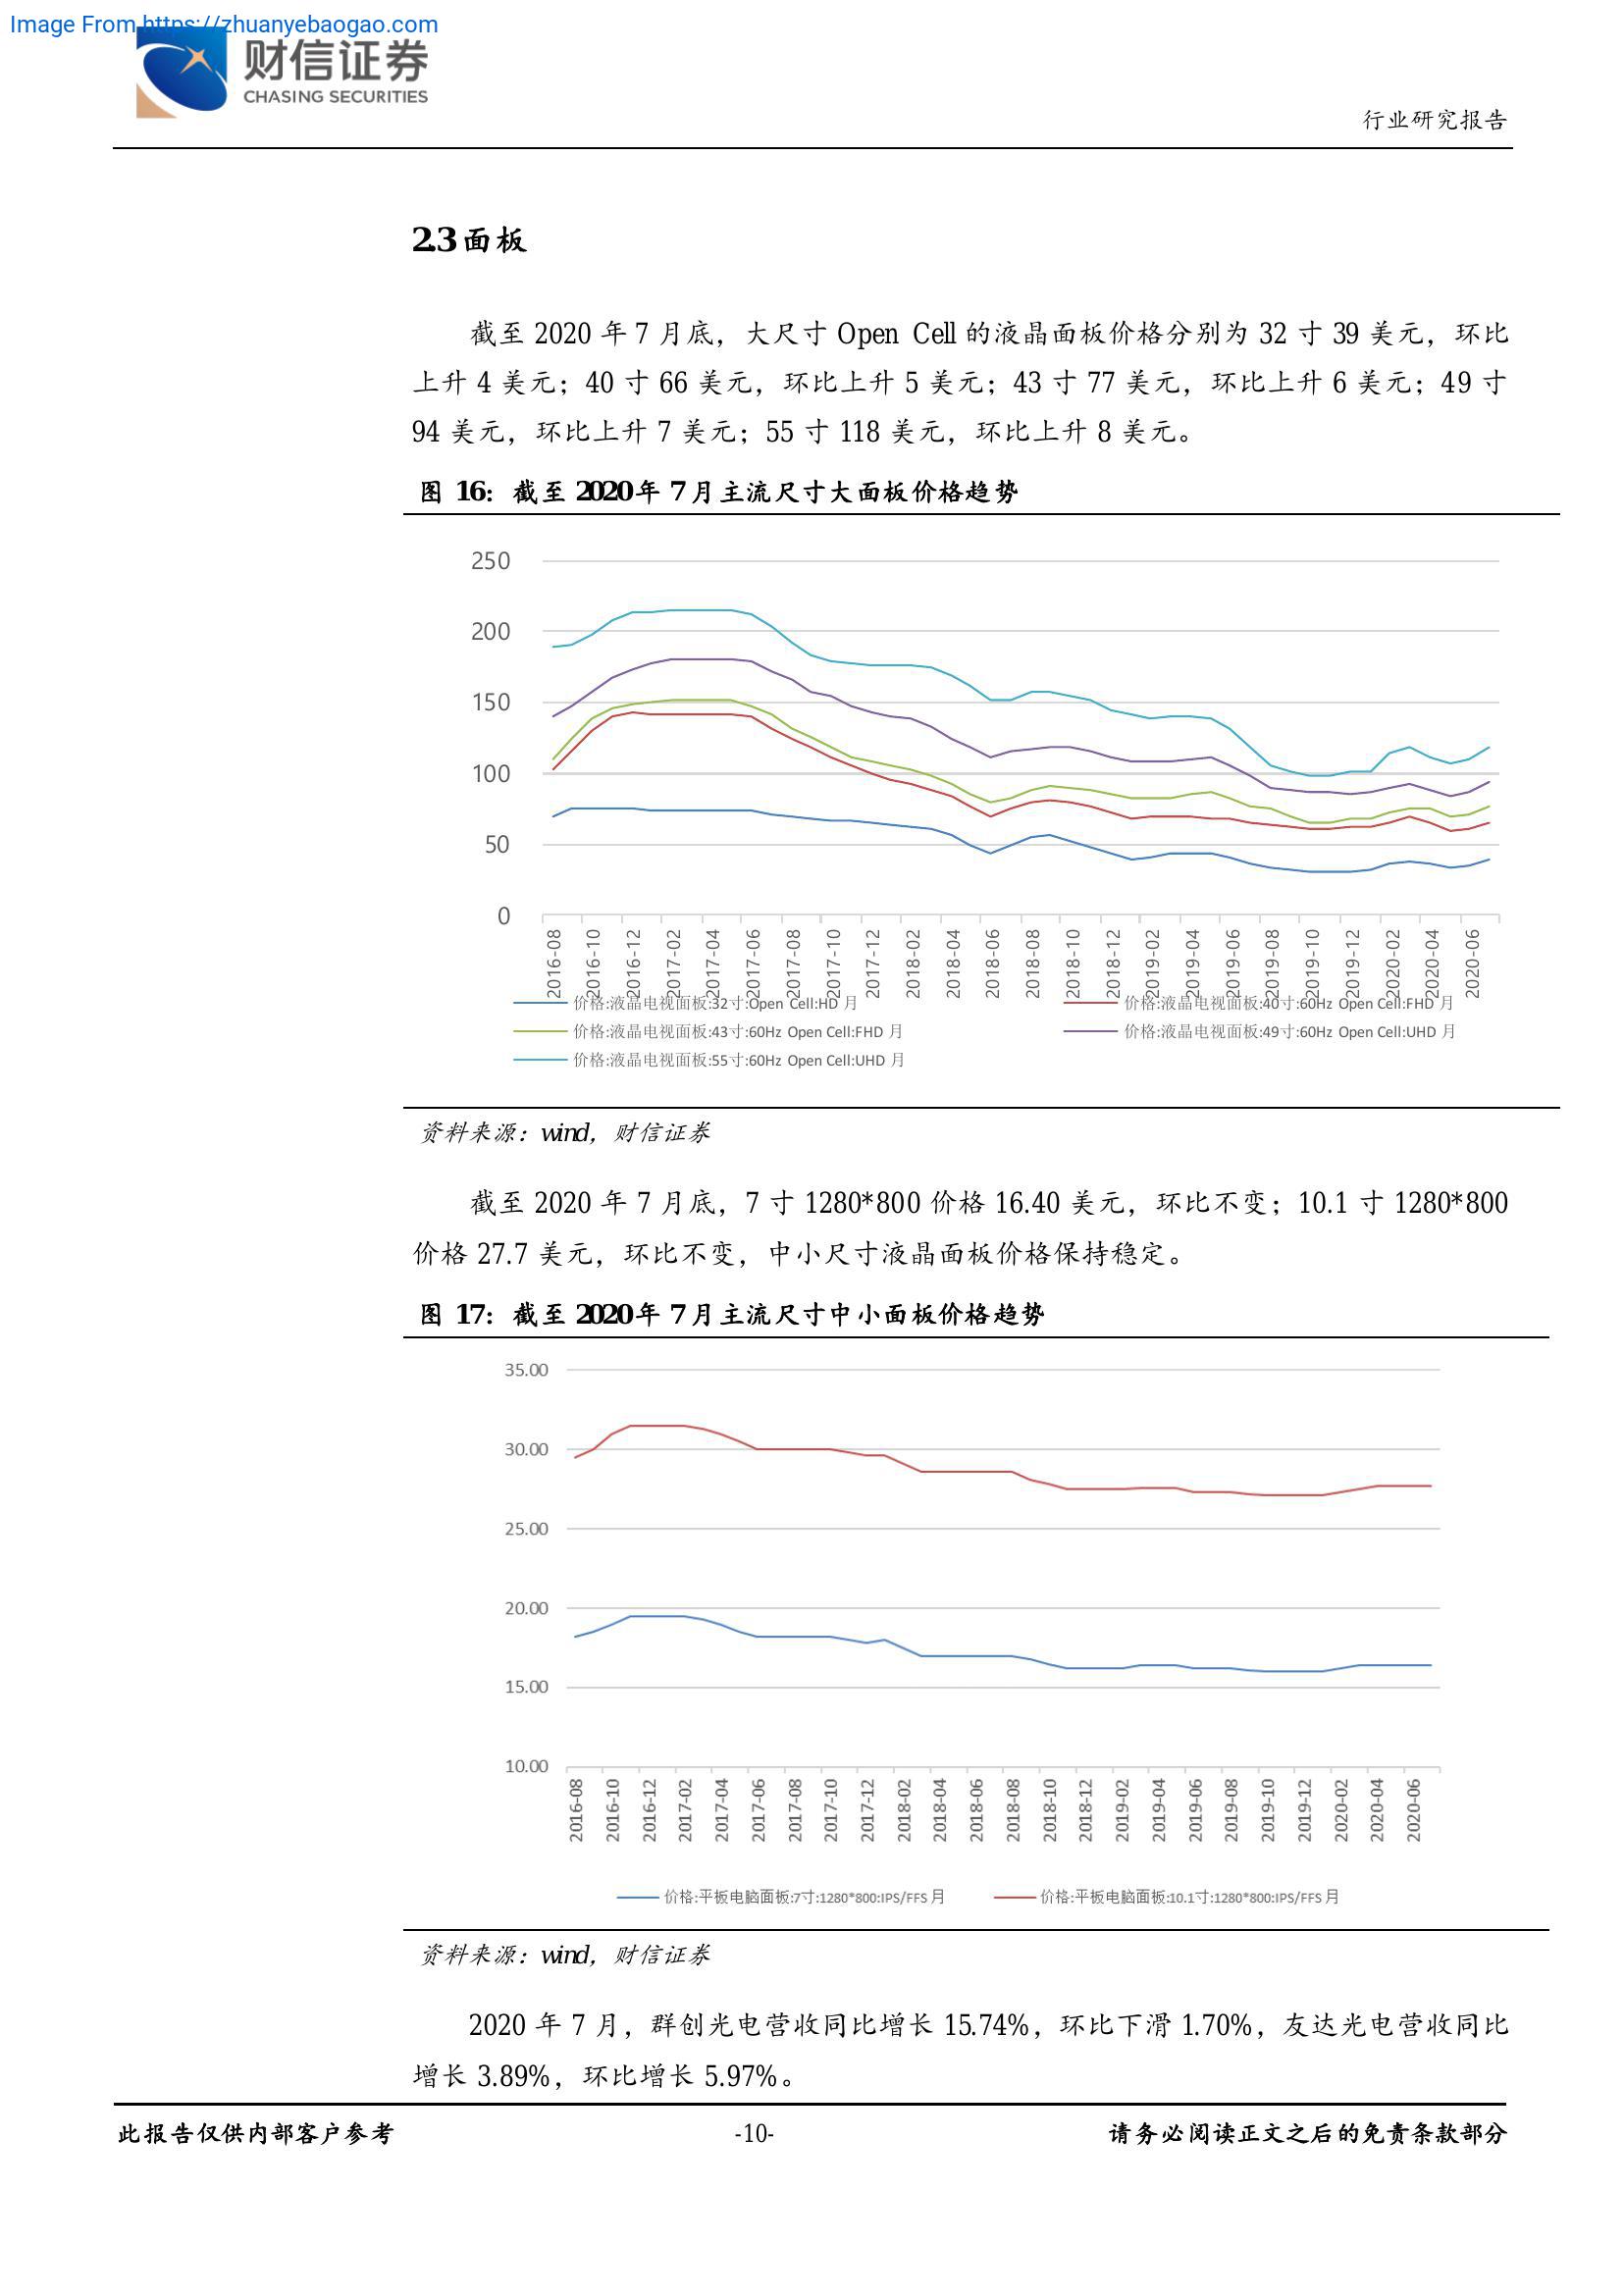 Image From https://zhuanyebaogao.com
财信证券
CHASING SECURITIES
行业研究报告
2.3 面板
截至 2020 年 7 月底，大尺寸 Open Cell 的液晶面板价格分别为 32 寸 39 美元，环比
上升 4 美元；40 寸 66 美元，环比上升 5 美元；43 寸 77 美元，环比上升 6 美元；49 寸
94 美元，环比上升 7 美元；55 寸 118 美元，环比上升 8 美元。
图 16：截至 2020 年 7 月主流尺寸大面板价格趋势
250
200
150
100
50
0
2016-08 2016-10 2016-12 2017-02 2017-04 2017-06 2017-08 2017-10 2017-12 2018-02 2018-04 2018-06 2018-08 2018-10 2018-12 2019-02 2019-04 2019-06 2019-08 2019-10 2019-12 2020-02 2020-04 2020-06
价格:液晶电视面板:32寸:Open Cell:HD 月 价格:液晶电视面板:40寸:60Hz Open Cell:FHD 月
价格:液晶电视面板:43寸:60Hz Open Cell:FHD 月 价格:液晶电视面板:49寸:60Hz Open Cell:UHD 月
价格:液晶电视面板:55寸:60Hz Open Cell:UHD 月
资料来源：wind，财信证券
截至 2020 年 7 月底，7 寸 1280*800 价格 16.40 美元，环比不变；10.1 寸 1280*800
价格 27.7 美元，环比不变，中小尺寸液晶面板价格保持稳定。
图 17：截至 2020 年 7 月主流尺寸中小面板价格趋势
35.00
30.00
25.00
20.00
15.00
10.00
2016-08 2016-10 2016-12 2017-02 2017-04 2017-06 2017-08 2017-10 2017-12 2018-02 2018-04 2018-06 2018-08 2018-10 2018-12 2019-02 2019-04 2019-06 2019-08 2019-10 2019-12 2020-02 2020-04 2020-06
价格:平板电脑面板:7寸:1280*800:IPS/FFS 月 价格:平板电脑面板:10.1寸:1280*800:IPS/FFS 月
资料来源：wind，财信证券
2020 年 7 月，群创光电营收同比增长 15.74%，环比下滑 1.70%，友达光电营收同比
增长 3.89%，环比增长 5.97%。
此报告仅供内部客户参考 -10- 请务必阅读正文之后的免责条款部分